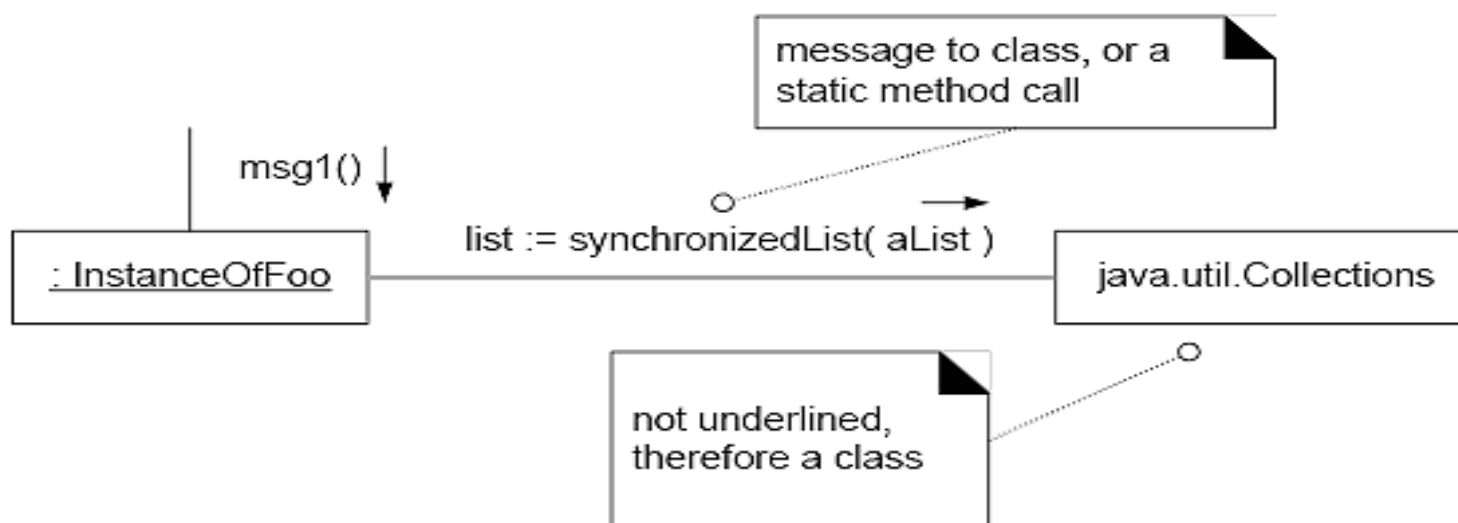 message to class, or a
static method call
msg1()
list := synchronizedList( aList )
: InstanceOfFoo
java.util.Collections
not underlined,
therefore a class